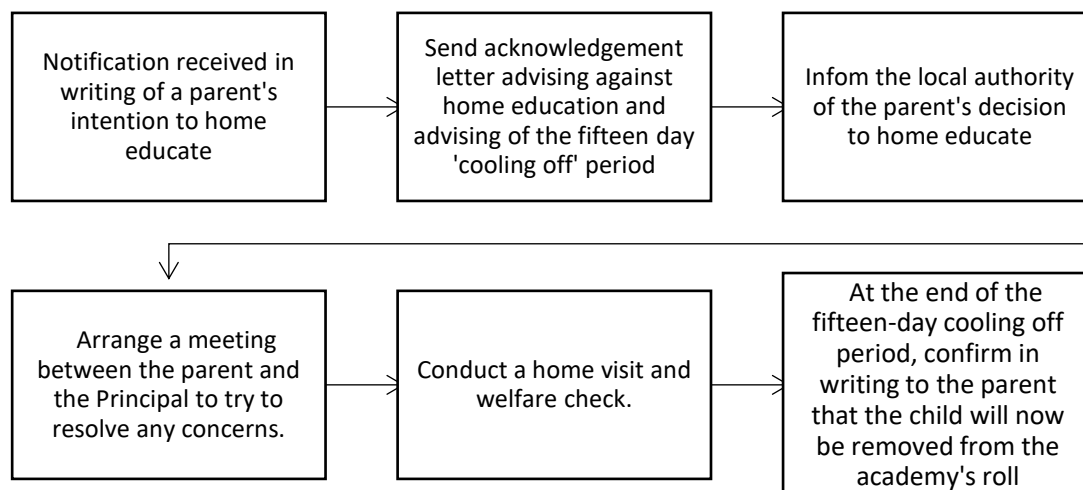 Notification received in
writing of a parent's
intention to home
educate
Send acknowledgement
letter advising against
home education and
advising of the fifteen day
'cooling off' period
Infom the local authority
of the parent's decision
to home educate
Arrange a meeting
between the parent and
the Principal to try to
resolve any concerns.
Conduct a home visit and
welfare check.
At the end of the
fifteen-day cooling off
period, confirm in
writing to the parent
that the child will now
be removed from the
academy's roll